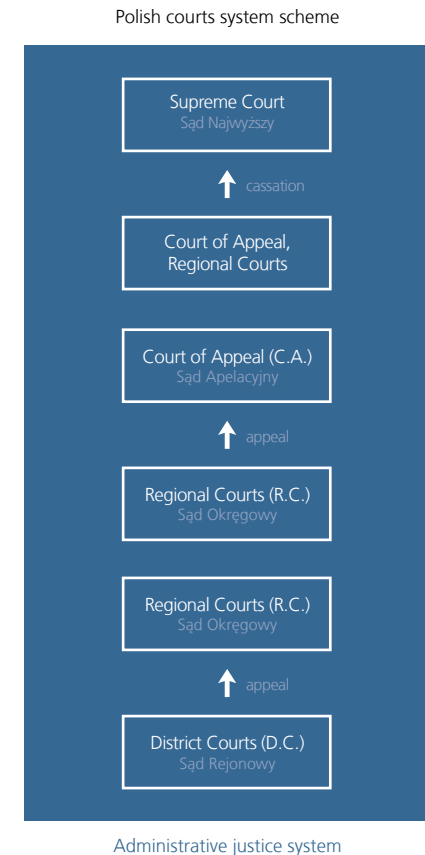 Polish courts system scheme
Supreme Court
Sąd Najwyższy
cassation
Court of Appeal,
Regional Courts
Court of Appeal (C.A.)
Sąd Apelacyjny
appeal
Regional Courts (R.C.)
Sąd Okręgowy
Regional Courts (R.C.)
Sąd Okręgowy
appeal
District Courts (D.C.)
Sąd Rejonowy
Administrative justice system